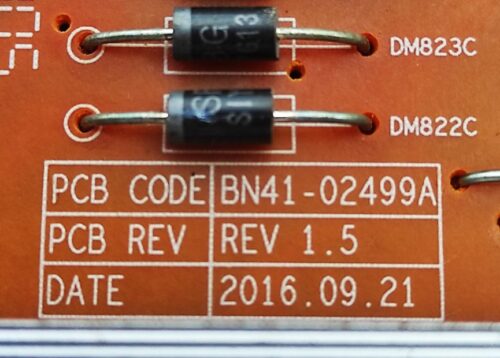 DM823C
DM822C
PCB CODE BN41-02499A
PCB REV REV 1.5
DATE 2016.09.21